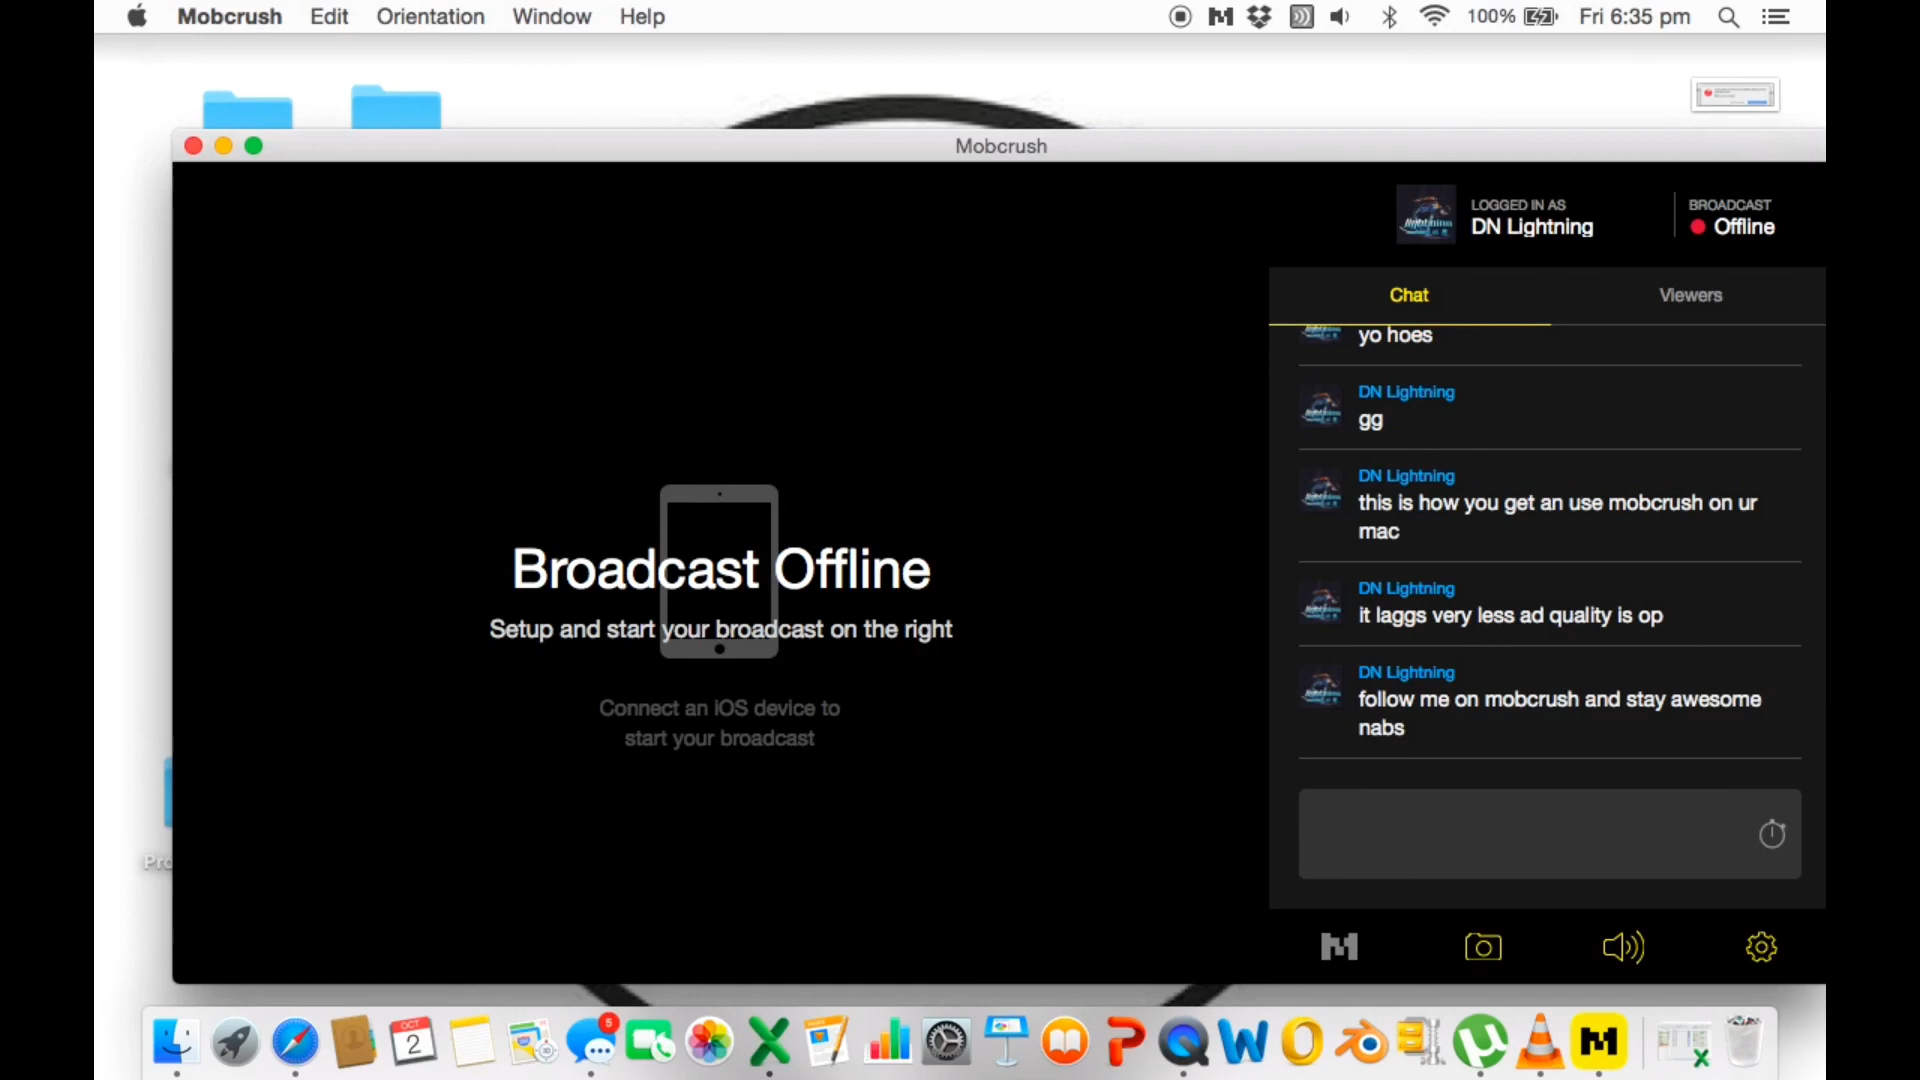 Mobcrush Edit Orientation Window Help 100% Fri 6:35 pm
Mobcrush
LOGGED IN AS
DN Lightning
BROADCAST
Offline
Chat Viewers
yo hoes
DN Lightning
gg
DN Lightning
this is how you get an use mobcrush on ur
mac
DN Lightning
it laggs very less ad quality is op
DN Lightning
follow me on mobcrush and stay awesome
nabs
Broadcast Offline
Setup and start your broadcast on the right
Connect an iOS device to
start your broadcast
OCT
2
5